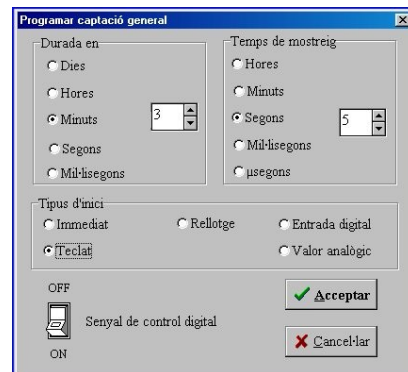 Programar captació general
Durada en
Dies
Hores
Minuts
3
Segons
Mil·lisegons
Temps de mostreig
Hores
Minuts
Segons
5
Mil·lisegons
µsegons
Tipus d'inici
Immediat
Rellotge
Entrada digital
Teclat
Valor analògic
OFF
Senyal de control digital
ON
Acceptar
Cancel·lar